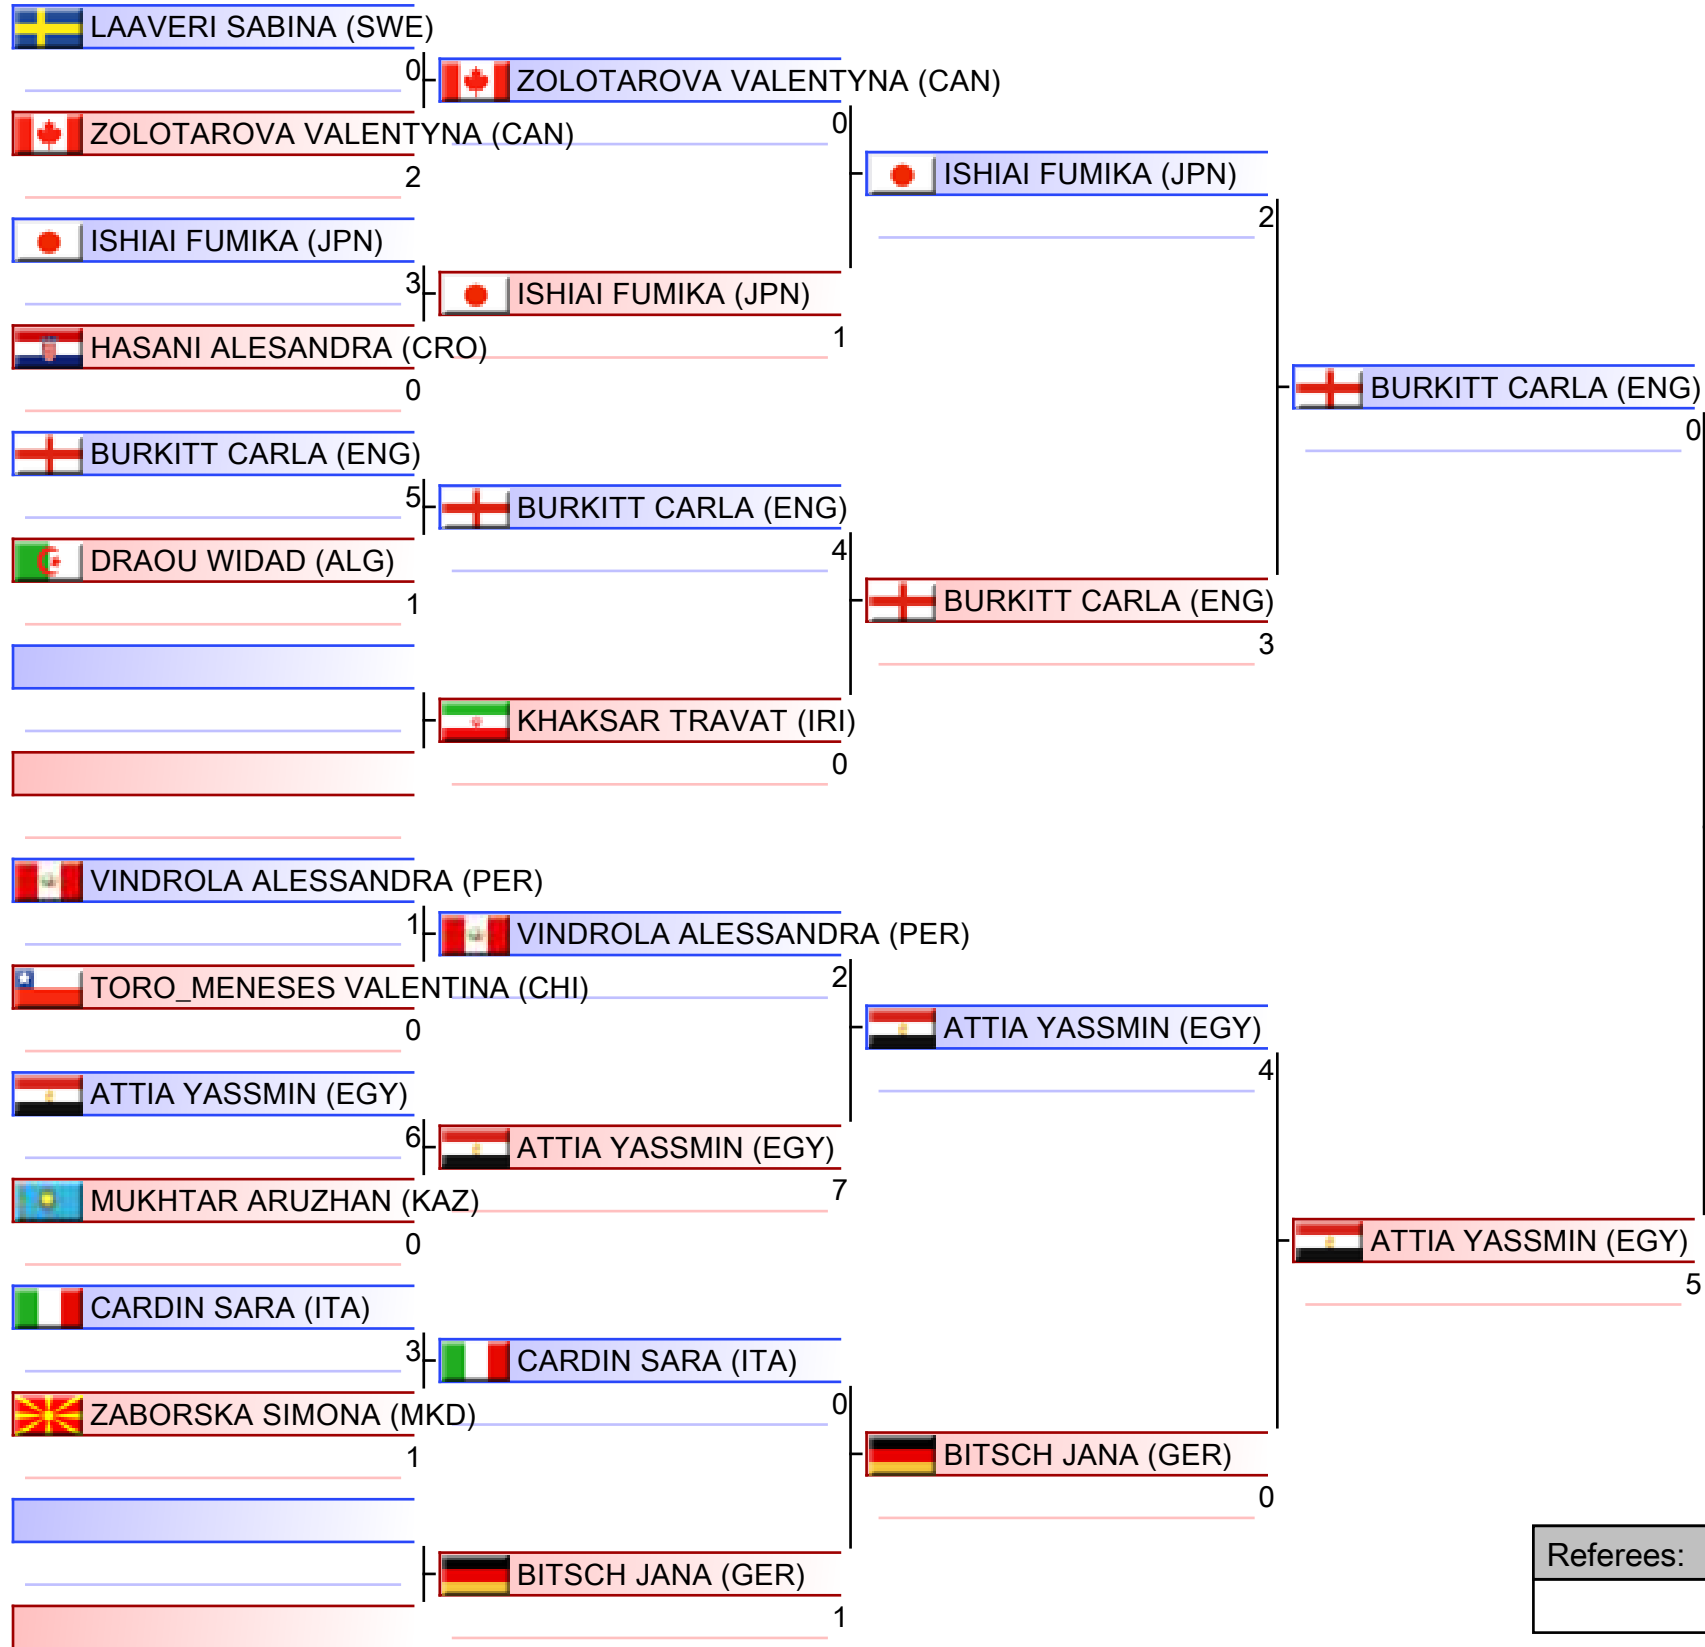 LAAVERI SABINA (SWE)
0
ZOLOTAROVA VALENTYNA (CAN)
ZOLOTAROVA VALENTYNA (CAN)
0
2
ISHIAI FUMIKA (JPN)
2
ISHIAI FUMIKA (JPN)
3
ISHIAI FUMIKA (JPN)
1
HASANI ALESANDRA (CRO)
0
BURKITT CARLA (ENG)
0
BURKITT CARLA (ENG)
5
BURKITT CARLA (ENG)
4
DRAOU WIDAD (ALG)
1
BURKITT CARLA (ENG)
3
KHAKSAR TRAVAT (IRI)
0
VINDROLA ALESSANDRA (PER)
1
VINDROLA ALESSANDRA (PER)
2
TORO_MENESES VALENTINA (CHI)
0
ATTIA YASSMIN (EGY)
4
ATTIA YASSMIN (EGY)
6
ATTIA YASSMIN (EGY)
7
MUKHTAR ARUZHAN (KAZ)
0
ATTIA YASSMIN (EGY)
5
CARDIN SARA (ITA)
3
CARDIN SARA (ITA)
0
ZABORSKA SIMONA (MKD)
1
BITSCH JANA (GER)
0
BITSCH JANA (GER)
1
Referees: